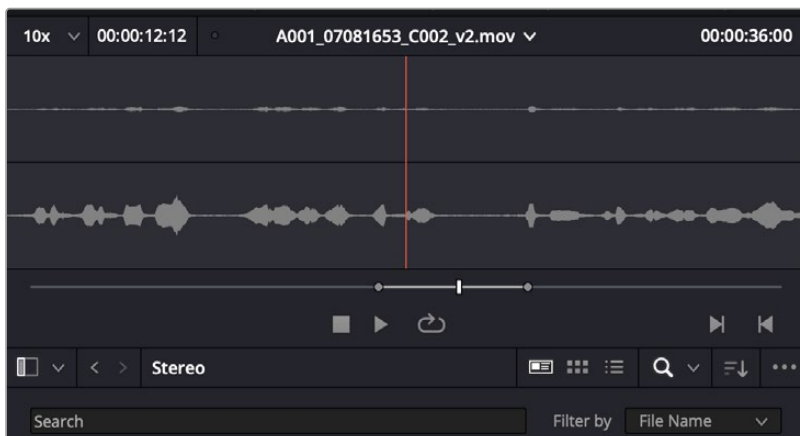 10x 00:00:12:12 A001_07081653_C002_v2.mov 00:00:36:00
Stereo
Search Filter by File Name